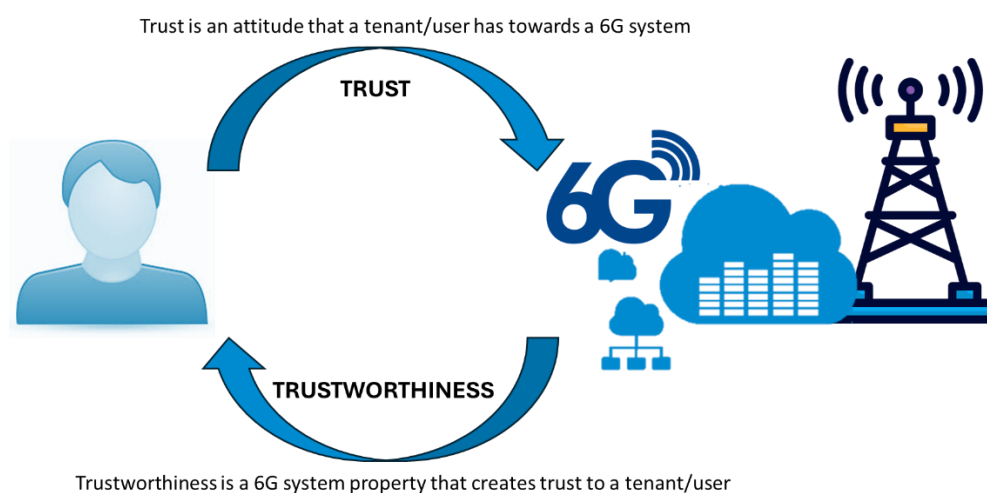 Trust is an attitude that a tenant/user has towards a 6G system
TRUST
6G
TRUSTWORTHINESS
Trustworthiness is a 6G system property that creates trust to a tenant/user